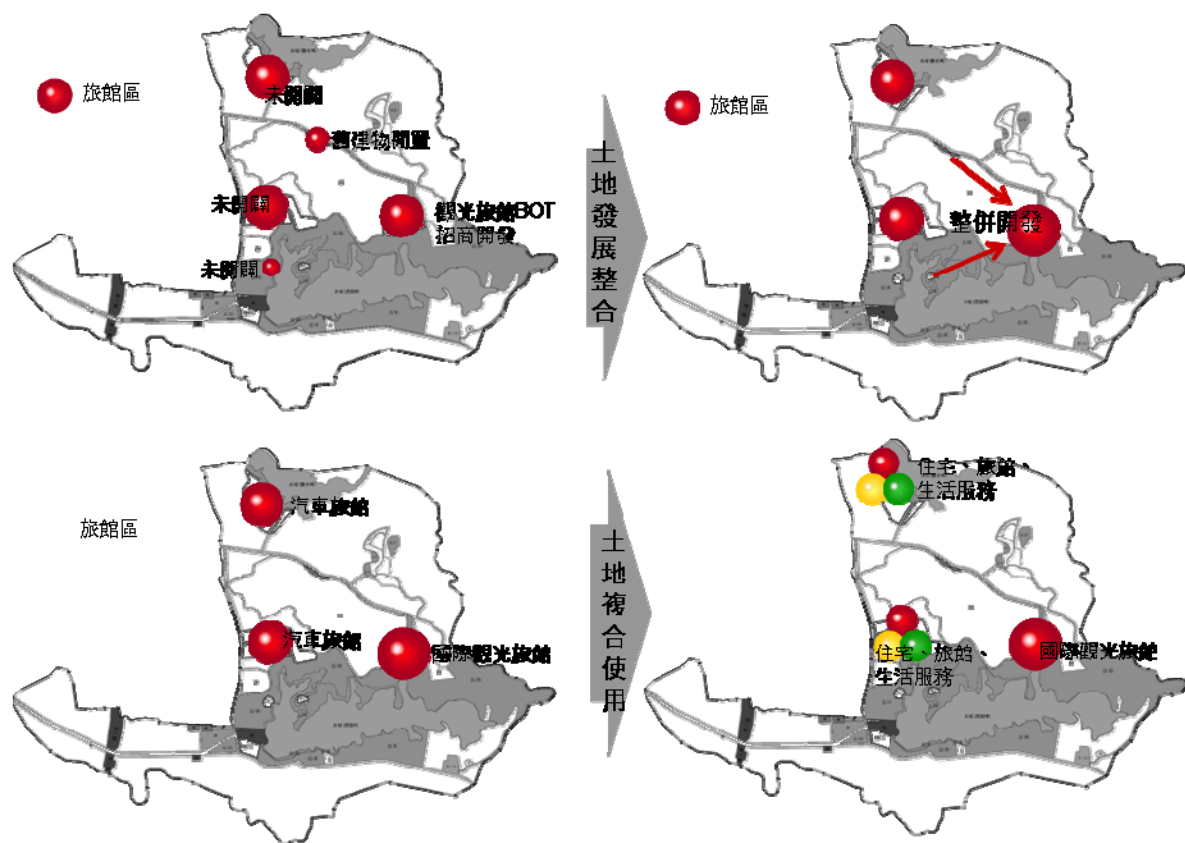 旅館區
未開闢
舊建物閒置
未開闢
觀光旅館BOT
招商開發
未開闢
土地發展整合
旅館區
整併開發
旅館區
汽車旅館
汽車旅館
國際觀光旅館
土地複合使用
住宅、旅館、
生活服務
住宅、旅館、
生活服務
國際觀光旅館